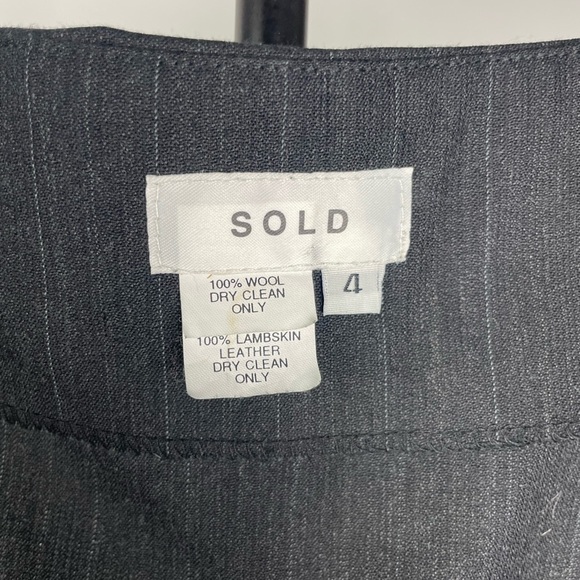 SOLD
100% WOOL
DRY CLEAN
ONLY
4
100% LAMBSKIN
LEATHER
DRY CLEAN
ONLY